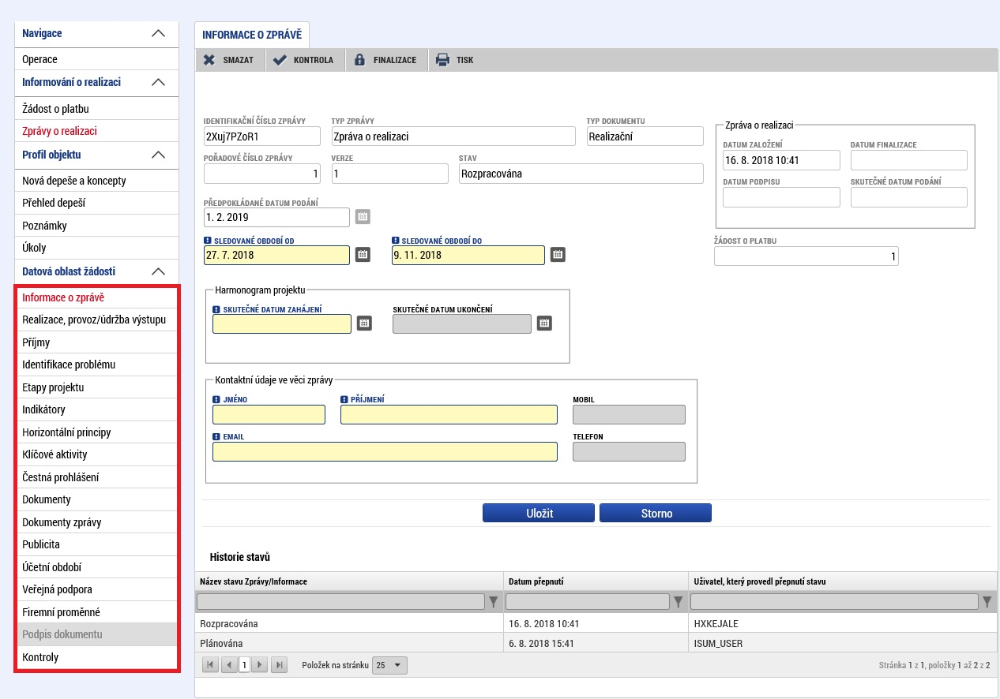 Navigace
Operace
Informování o realizaci
Žádost o platbu
Zprávy o realizaci
Profil objektu
Nová depeše a koncepty
Přehled depeší
Poznámky
Úkoly
Datová oblast žádosti
Informace o zprávě
Realizace, provoz/údržba výstupu
Příjmy
Identifikace problému
Etapy projektu
Indikátory
Horizontální principy
Klíčové aktivity
Čestná prohlášení
Dokumenty
Dokumenty zprávy
Publicita
Účetní období
Veřejná podpora
Firemní proměnné
Podpis dokumentu
Kontroly
INFORMACE O ZPRÁVĚ
SMAZAT KONTROLA FINALIZACE TISK
IDENTIFIKAČNÍ ČÍSLO ZPRÁVY TYP ZPRÁVY TYP DOKUMENTU
2Xuj7PZoR1 Zpráva o realizaci Realizační
POŘADOVÉ ČÍSLO ZPRÁVY VERZE STAV
1 1 Rozpracována
Zpráva o realizaci
DATUM ZALOŽENÍ DATUM FINALIZACE
16. 8. 2018 10:41
DATUM PODPISU SKUTEČNÉ DATUM PODÁNÍ
PŘEDPOKLÁDANÉ DATUM PODÁNÍ
1. 2. 2019
SLEDOVANÉ OBDOBÍ OD SLEDOVANÉ OBDOBÍ DO ŽÁDOST O PLATBU
27. 7. 2018 9. 11. 2018 1
Harmonogram projektu
SKUTEČNÉ DATUM ZAHÁJENÍ SKUTEČNÉ DATUM UKONČENÍ
Kontaktní údaje ve věci zprávy
JMÉNO PŘÍJMENÍ MOBIL
EMAIL TELEFON
Uložit Storno
Historie stavů
Název stavu Zprávy/Informace Datum přepnutí Uživatel, který provedl přepnutí stavu
Rozpracována 16. 8. 2018 10:41 HXKEJALE
Plánována 6. 8. 2018 15:41 ISUM_USER
1 Položek na stránku 25 Stránka 1 z 1, položky 1 až 2 z 2